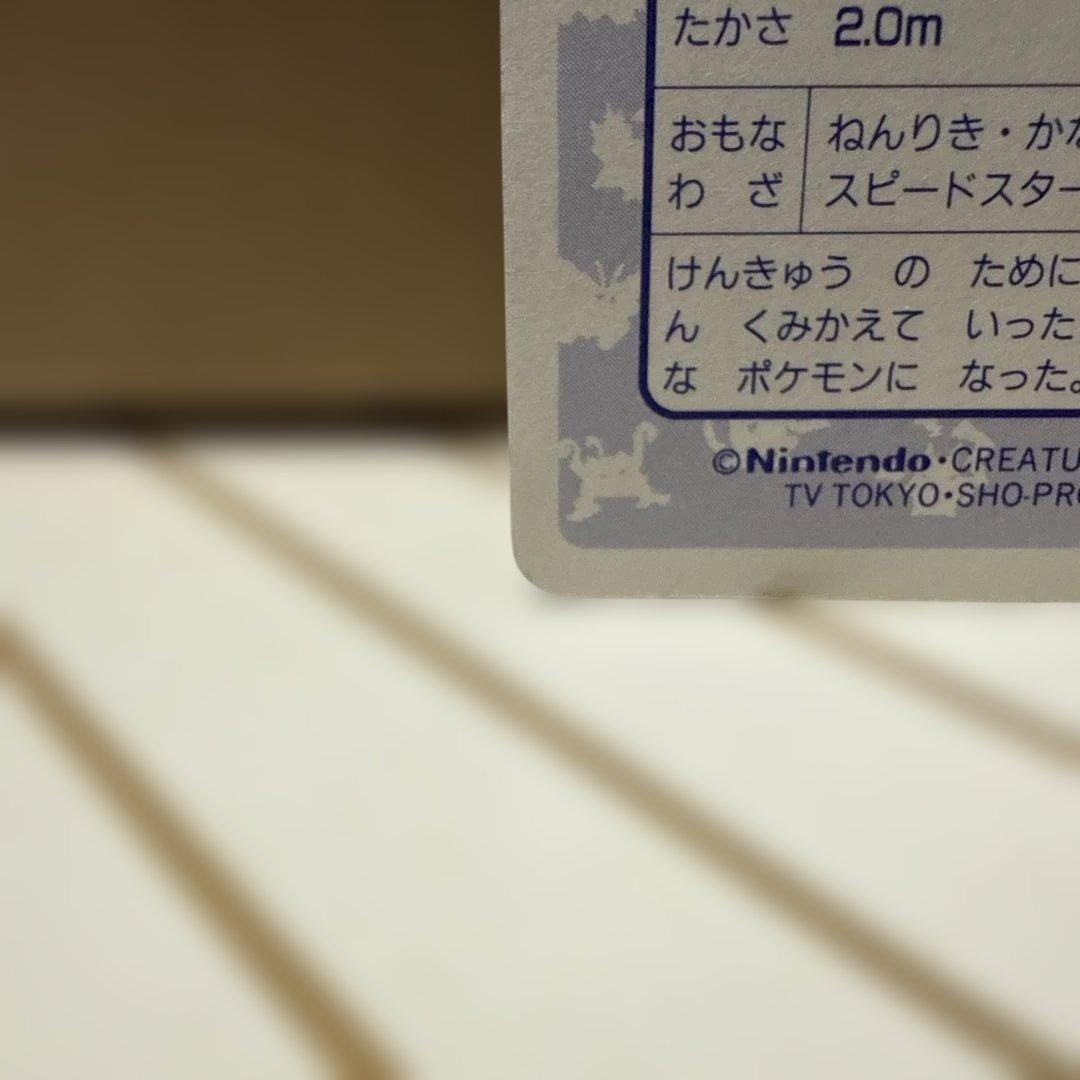 たかさ 2.0m
おもな ねんりき・かな
わ ざ スピードスター
けんきゅう の ために
ん くみかえて いった
な ポケモンに なった。
©Nintendo・CREATU
TV TOKYO・SHO-PRO